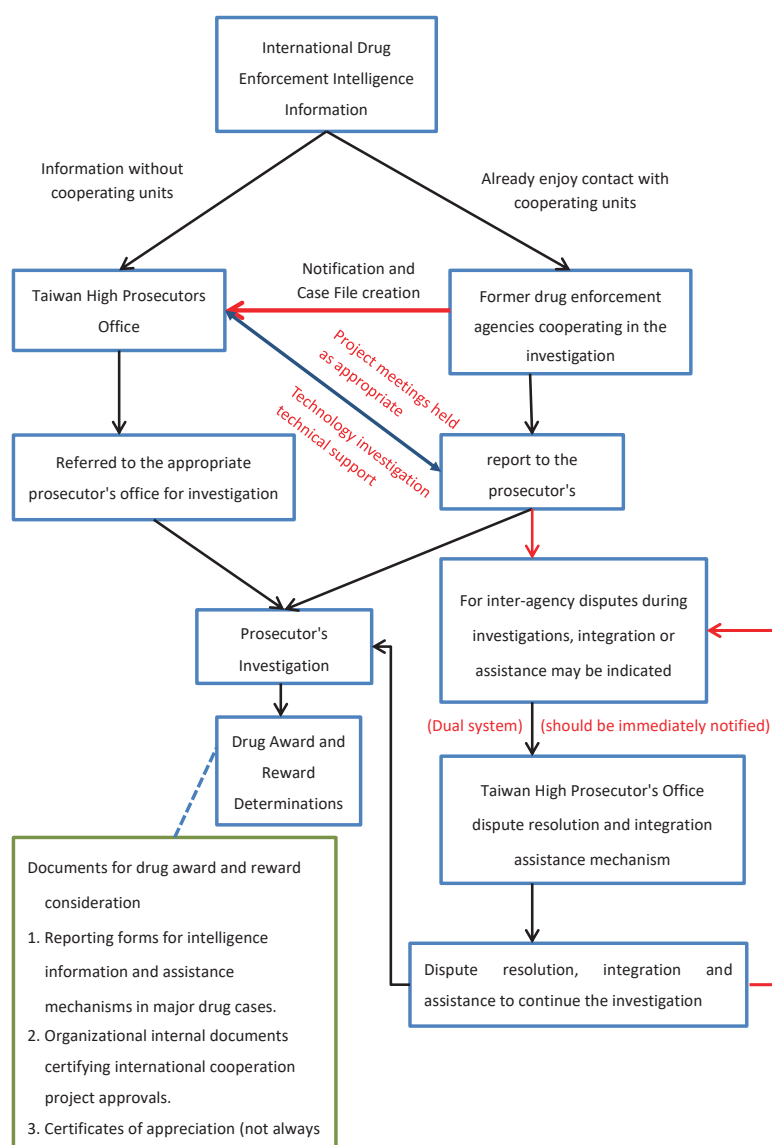 International Drug
Enforcement Intelligence
Information
Information without
cooperating units
Already enjoy contact with
cooperating units
Taiwan High Prosecutors
Office
Notification and
Case File creation
Former drug enforcement
agencies cooperating in the
investigation
Project meetings held
as appropriate
Technology investigation
technical support
Referred to the appropriate
prosecutor's office for investigation
report to the
prosecutor's
For inter-agency disputes during
investigations, integration or
assistance may be indicated
Prosecutor's
Investigation
(Dual system)
(should be immediately notified)
Drug Award and
Reward
Determinations
Taiwan High Prosecutor's Office
dispute resolution and integration
assistance mechanism
Documents for drug award and reward
consideration
1. Reporting forms for intelligence
information and assistance
mechanisms in major drug cases.
2. Organizational internal documents
certifying international cooperation
project approvals.
3. Certificates of appreciation (not always
Dispute resolution, integration and
assistance to continue the investigation